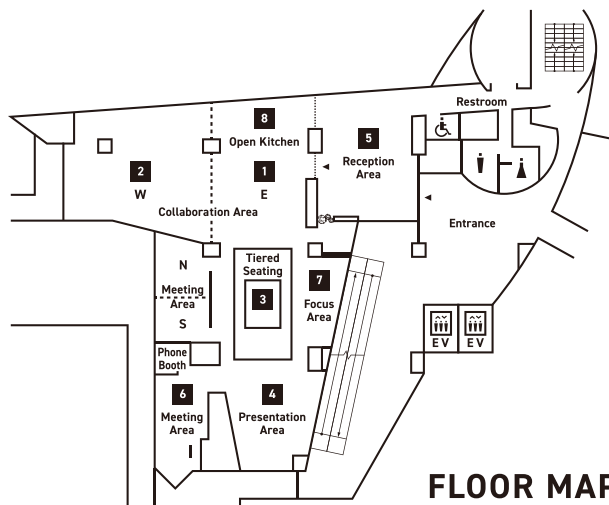 Restroom
8
Open Kitchen
5
Reception
Area
2
W
1
E
Collaboration Area
Entrance
N
Meeting
Area
S
Tiered
Seating
3
7
Focus
Area
EV
EV
Phone
Booth
6
Meeting
Area
4
Presentation
Area
FLOOR MAP